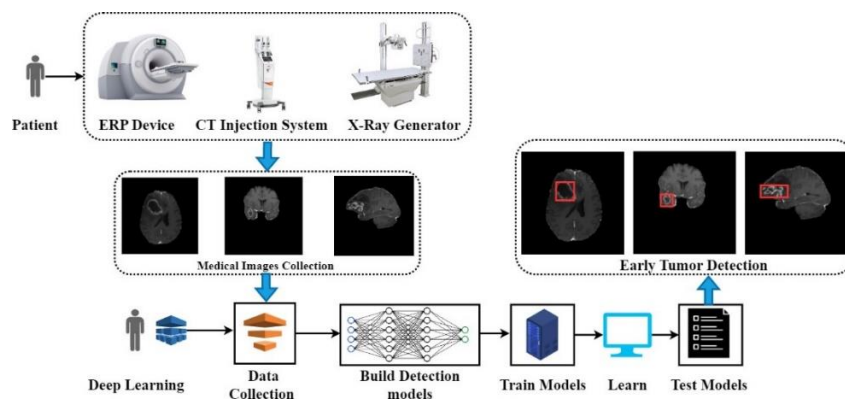 Patient
ERP Device
CT Injection System
X-Ray Generator
Medical Images Collection
Early Tumor Detection
Deep Learning
Data
Collection
Build Detection
models
Train Models
Learn
Test Models